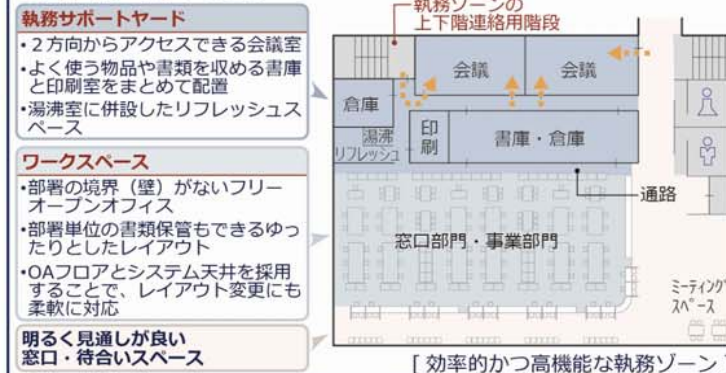 執務サポートヤード
・２方向からアクセスできる会議室
・よく使う物品や書類を収める書庫
と印刷室をまとめて配置
・湯沸室に併設したリフレッシュス
ペース
ワークスペース
・部署の境界（壁）がないフリー
オープンオフィス
・部署単位の書類保管もできるゆっ
たりとしたレイアウト
・OAフロアとシステム天井を採用
することで、レイアウト変更にも
柔軟に対応
明るく見通しが良い
窓口・待合いスペース
執務ゾーンの
上下階連絡用階段
会議
会議
倉庫
湯沸
リフレッシュ
印
刷
書庫・倉庫
通路
窓口部門・事業部門
ミーティング
スペース
[ 効率的かつ高機能な執務ゾーン